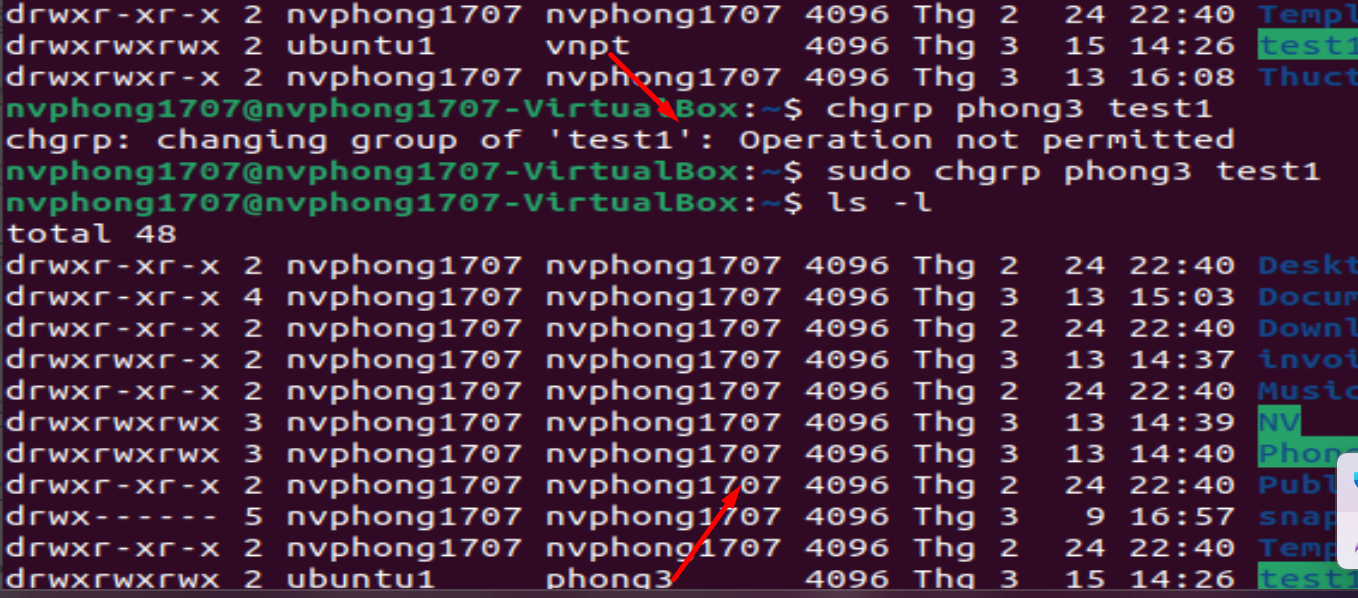 drwxr-xr-x 2 nvphong1707 nvphong1707 4096 Thg 2 24 22:40 Templ
drwxrwxrwx 2 ubuntu1 vnpt 4096 Thg 3 15 14:26 test1
drwxrwxr-x 2 nvphong1707 nvphong1707 4096 Thg 3 13 16:08 Thuct
nvphong1707@nvphong1707-VirtualBox:~$ chgrp phong3 test1
chgrp: changing group of 'test1': Operation not permitted
nvphong1707@nvphong1707-VirtualBox:~$ sudo chgrp phong3 test1
nvphong1707@nvphong1707-VirtualBox:~$ ls -l
total 48
drwxr-xr-x 2 nvphong1707 nvphong1707 4096 Thg 2 24 22:40 Deskt
drwxr-xr-x 4 nvphong1707 nvphong1707 4096 Thg 3 13 15:03 Docum
drwxr-xr-x 2 nvphong1707 nvphong1707 4096 Thg 2 24 22:40 Downl
drwxrwxr-x 2 nvphong1707 nvphong1707 4096 Thg 3 13 14:37 invoi
drwxr-xr-x 2 nvphong1707 nvphong1707 4096 Thg 2 24 22:40 Music
drwxrwxrwx 3 nvphong1707 nvphong1707 4096 Thg 3 13 14:39 NV
drwxrwxrwx 3 nvphong1707 nvphong1707 4096 Thg 3 13 14:40 Phon
drwxr-xr-x 2 nvphong1707 nvphong1707 4096 Thg 2 24 22:40 Publ
drwx------ 5 nvphong1707 nvphong1707 4096 Thg 3 9 16:57 snap
drwxr-xr-x 2 nvphong1707 nvphong1707 4096 Thg 2 24 22:40 Temp
drwxrwxrwx 2 ubuntu1 phong3 4096 Thg 3 15 14:26 test1